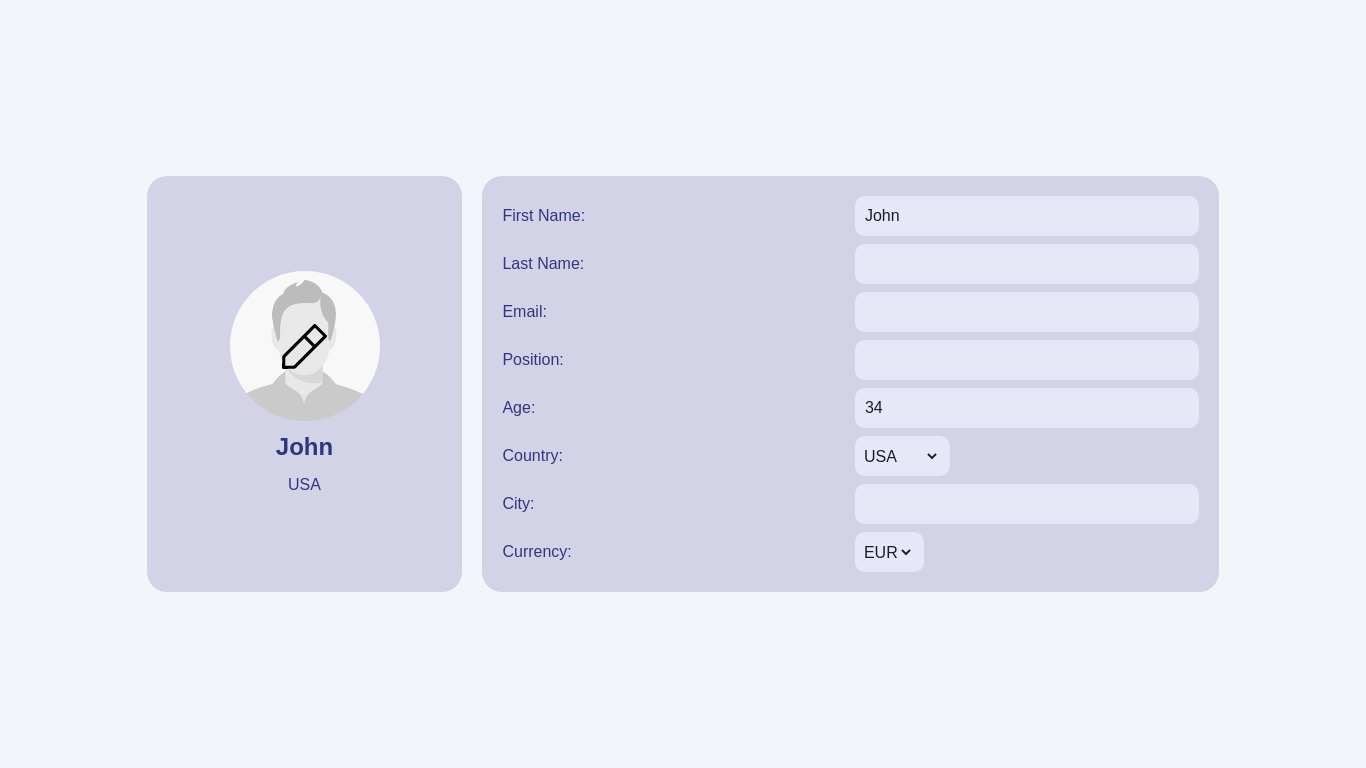 John
USA
First Name:
John
Last Name:
Email:
Position:
Age:
34
Country:
USA
City:
Currency:
EUR